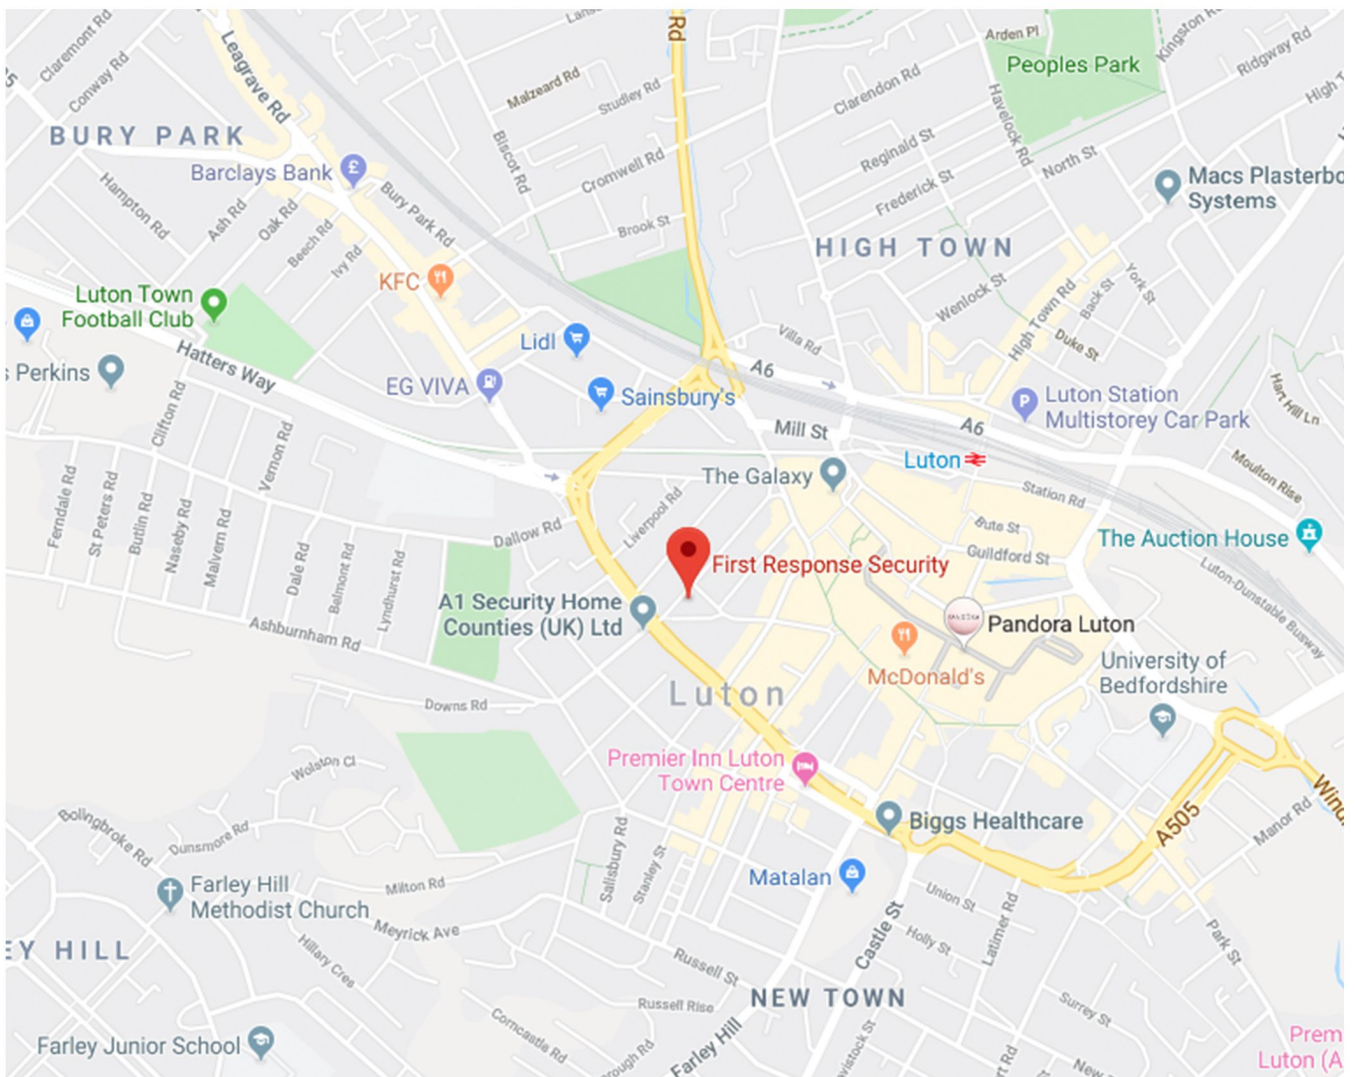 Claremont Rd
Conway Rd
Leagrave Rd
Rd
Malzeard Rd
Studley Rd
Biscot Rd
Cromwell Rd
Brook St
Arden Pl
Peoples Park
Kingston Rd
Ridgway Rd
High T
Clarendon Rd
Havelock Rd
Reginald St
North St
Frederick St
Macs Plasterbo
Systems
BURY PARK
Barclays Bank
Hampton Rd
Ash Rd
Oak Rd
Beech Rd
Ivy Rd
Bury Park Rd
KFC
HIGH TOWN
Wenlock St
High Town Rd
Back St
York St
Duke St
Villa Rd
Luton Town
Football Club
s Perkins
Hatters Way
Lidl
EG VIVA
Sainsbury's
A6
A6
Mill St
Luton
Luton Station
Multistorey Car Park
Hart Hill Ln
Moulton Rise
Station Rd
The Galaxy
Clifton Rd
Vernon Rd
Ferndale Rd
St Peters Rd
Butlin Rd
Naseby Rd
Malvern Rd
Dale Rd
Belmont Rd
Lyndhurst Rd
Ashburnham Rd
Dallow Rd
Liverpool Rd
Bute St
Guildford St
The Auction House
Luton-Dunstable Busway
First Response Security
A1 Security Home
Counties (UK) Ltd
Pandora Luton
McDonald's
University of
Bedfordshire
Luton
Downs Rd
Premier Inn Luton
Town Centre
Wolston Cl
Bolingbroke Rd
Dunsmore Rd
Biggs Healthcare
A505
Manor Rd
Matalan
Salisbury Rd
Stanley St
Milton Rd
Farley Hill
Methodist Church
Meyrick Ave
Hillary Cres
EY HILL
Union St
Castle St
Holly St
Latimer Rd
Park St
Russell St
Russell Rise
NEW TOWN
Surrey St
Corncastle Rd
Farley Hill
Farley Junior School
Prem
Luton (A